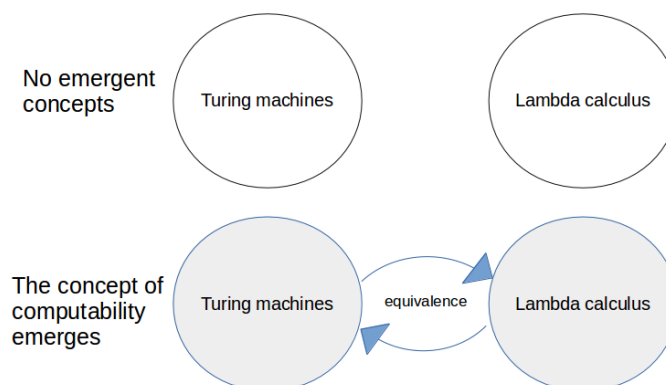 No emergent
concepts
Turing machines
Lambda calculus
The concept of
computability
emerges
Turing machines
equivalence
Lambda calculus